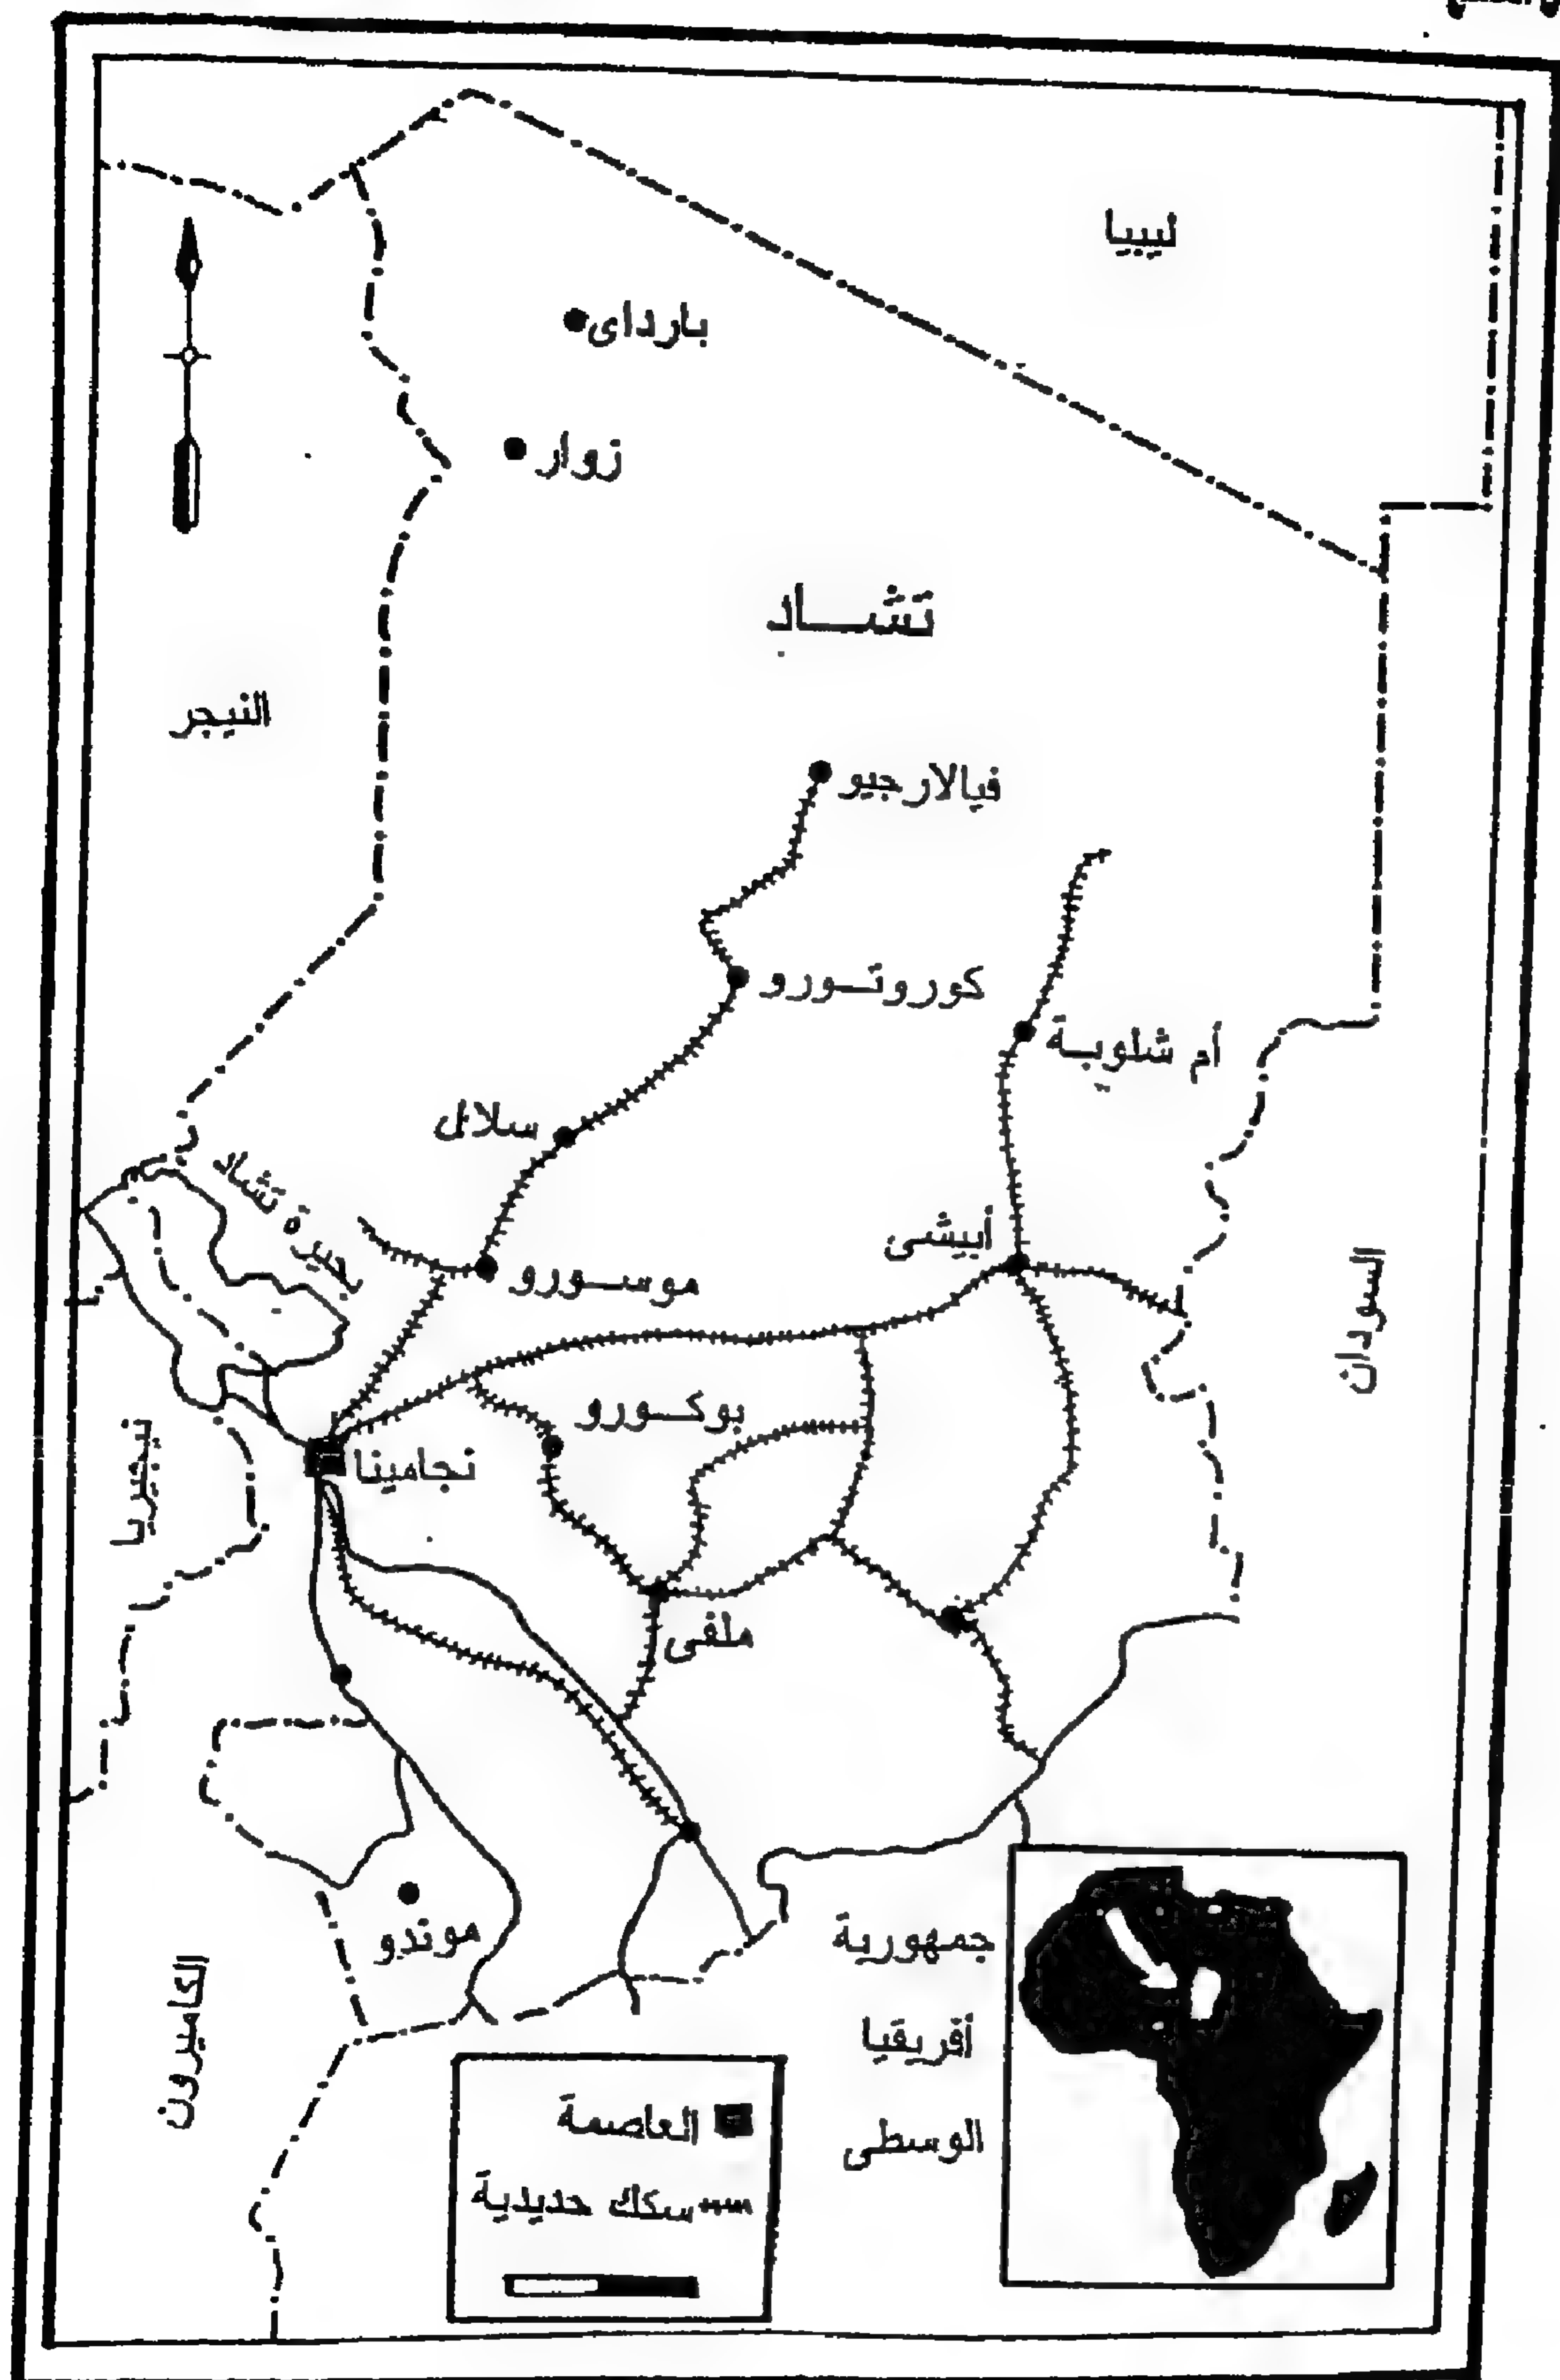 ليبيا
بارداى
زوار
تشاد
النيجر
فيالارجيو
كوروتورو
أم شلوبة
سلال
بحيرة تشاد
أبيشى
موسورو
السودان
بوكورو
نجامينا
نيجيريا
ملفى
موندو
جمهورية
أفريقيا
الوسطى
الكاميرون
العاصمة
سكك حديدية